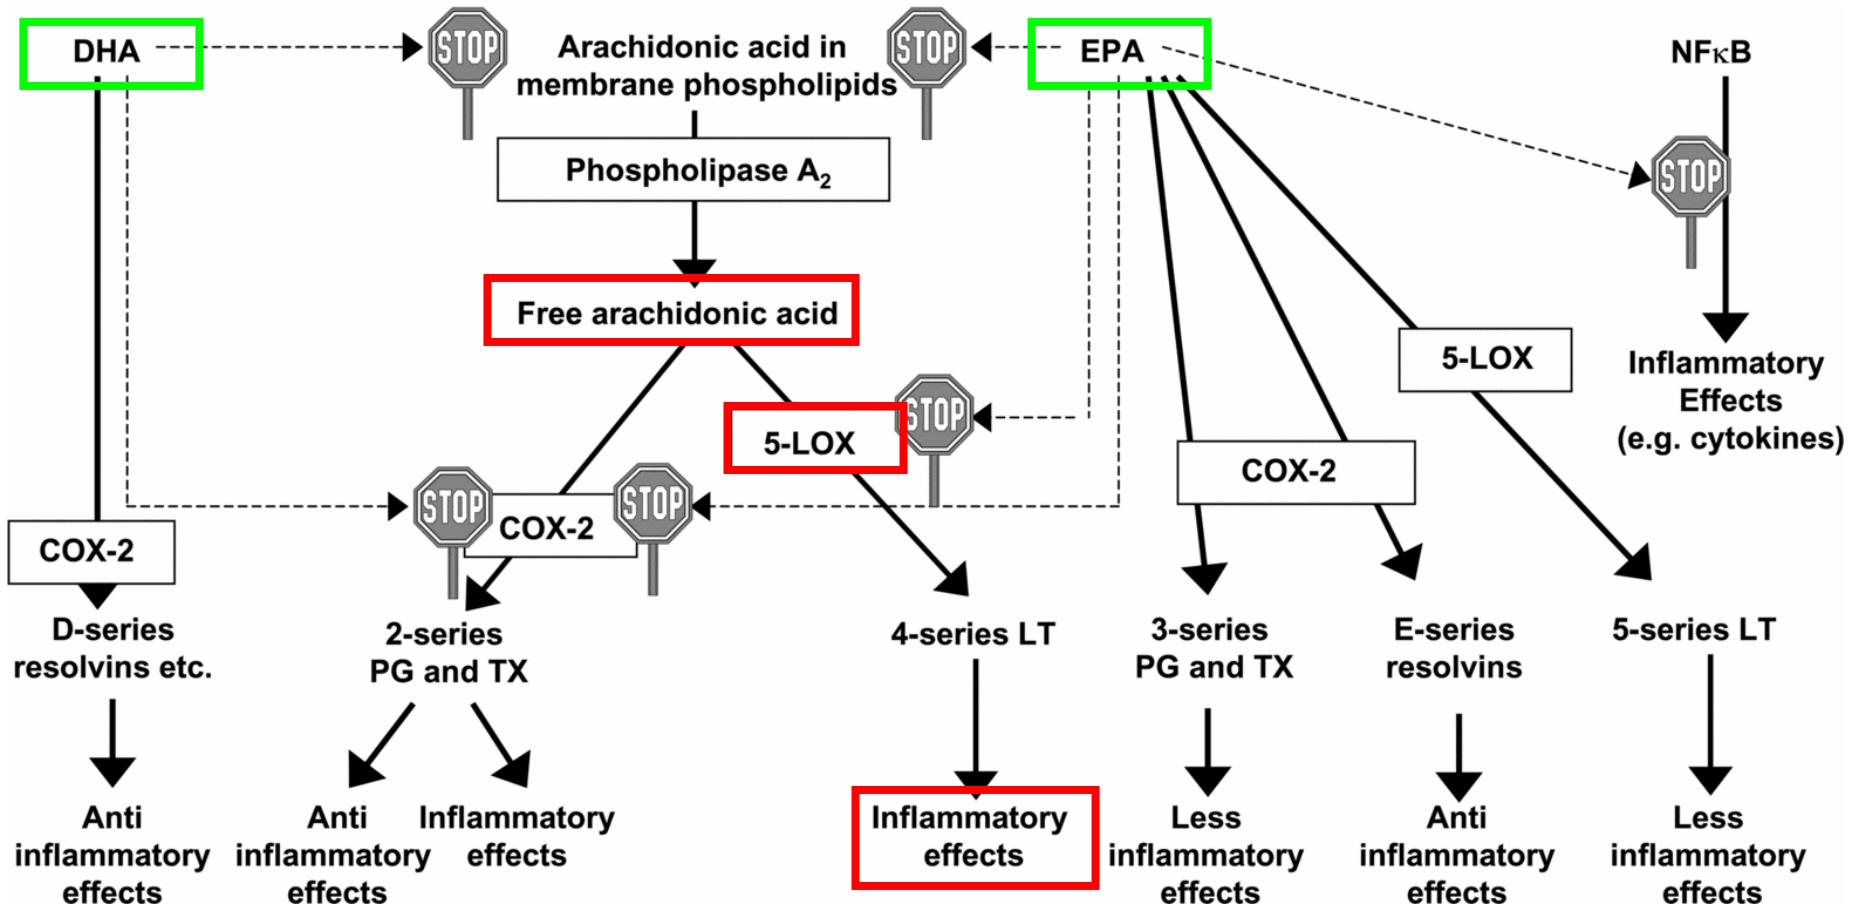 DHA
STOP
Arachidonic acid in
membrane phospholipids
STOP
EPA
NFκB
Phospholipase A₂
STOP
Free arachidonic acid
5-LOX
Inflammatory
Effects
(e.g. cytokines)
STOP
5-LOX
COX-2
STOP
COX-2
STOP
COX-2
D-series
resolvins etc.
2-series
PG and TX
4-series LT
3-series
PG and TX
E-series
resolvins
5-series LT
Anti
inflammatory
effects
Anti
inflammatory
effects
Inflammatory
effects
Inflammatory
effects
Less
inflammatory
effects
Anti
inflammatory
effects
Less
inflammatory
effects